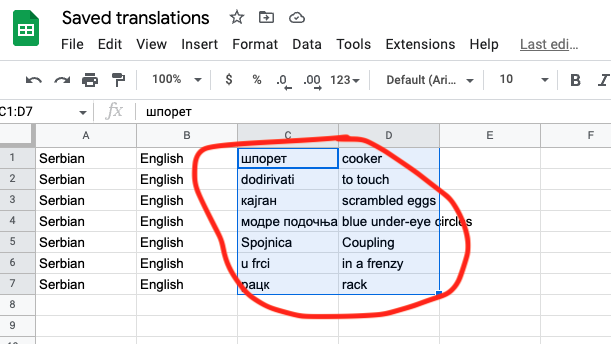 Saved translations
File Edit View Insert Format Data Tools Extensions Help Last edi...
100% $ % .0 .00 123 Default (Ari... 10 B I
C1:D7 fx шпорет
A B C D E F
1 Serbian English шпорет cooker
2 Serbian English dodirivati to touch
3 Serbian English кајган scrambled eggs
4 Serbian English модре подочња blue under-eye circles
5 Serbian English Spojnica Coupling
6 Serbian English u frci in a frenzy
7 Serbian English рацк rack
8
9